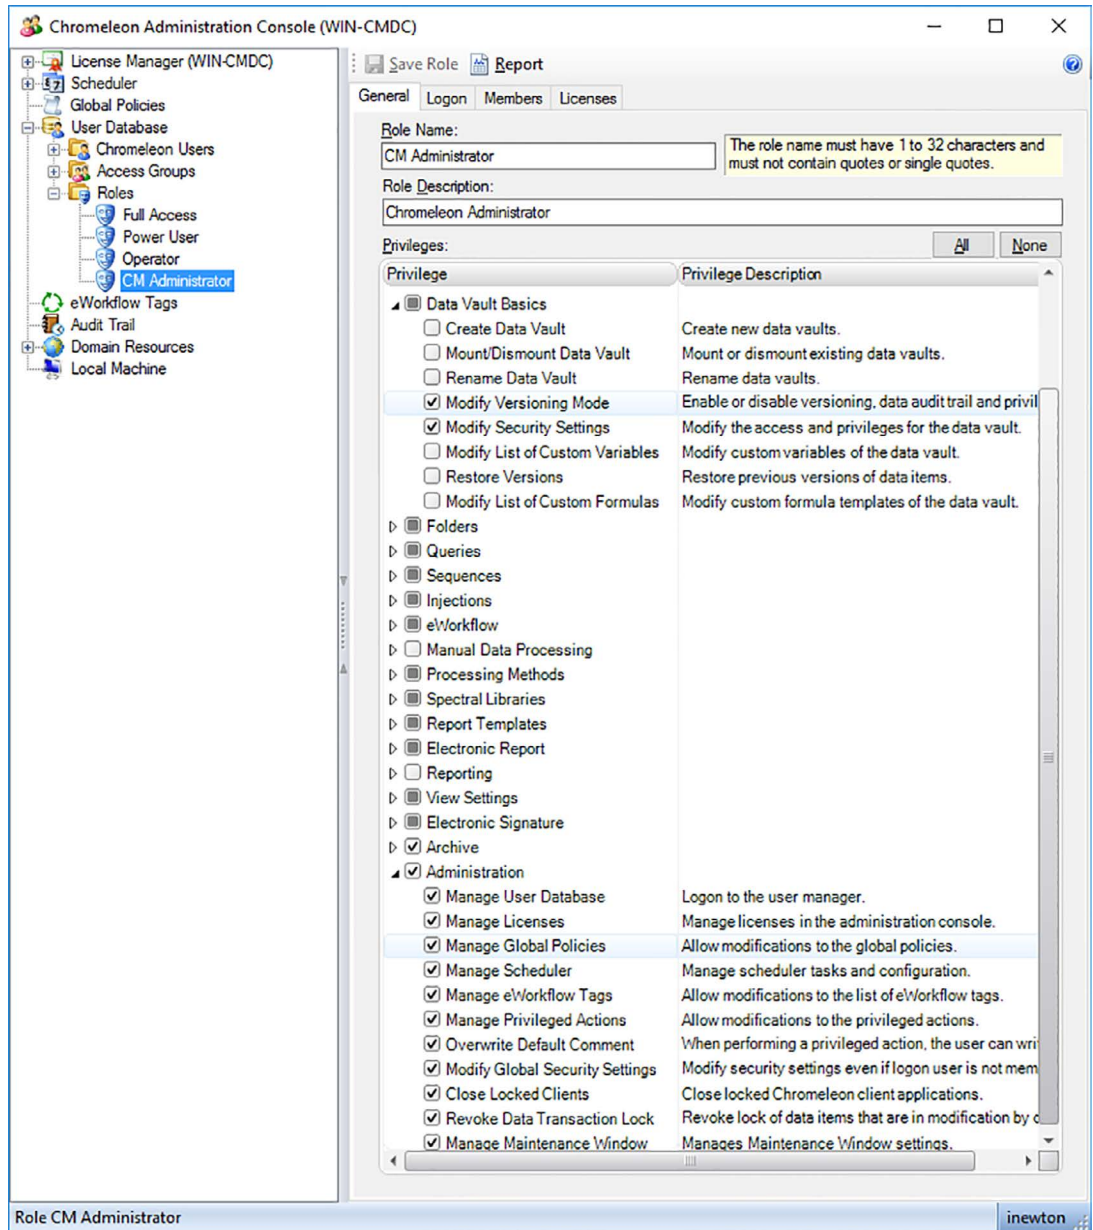 Chromeleon Administration Console (WIN-CMDC)
License Manager (WIN-CMDC)
Scheduler
Global Policies
User Database
Chromeleon Users
Access Groups
Roles
Full Access
Power User
Operator
CM Administrator
eWorkflow Tags
Audit Trail
Domain Resources
Local Machine
Save Role Report
General Logon Members Licenses
Role Name:
CM Administrator
The role name must have 1 to 32 characters and
must not contain quotes or single quotes.
Role Description:
Chromeleon Administrator
Privileges: All None
Privilege Privilege Description
Data Vault Basics
Create Data Vault Create new data vaults.
Mount/Dismount Data Vault Mount or dismount existing data vaults.
Rename Data Vault Rename data vaults.
Modify Versioning Mode Enable or disable versioning, data audit trail and privil
Modify Security Settings Modify the access and privileges for the data vault.
Modify List of Custom Variables Modify custom variables of the data vault.
Restore Versions Restore previous versions of data items.
Modify List of Custom Formulas Modify custom formula templates of the data vault.
Folders
Queries
Sequences
Injections
eWorkflow
Manual Data Processing
Processing Methods
Spectral Libraries
Report Templates
Electronic Report
Reporting
View Settings
Electronic Signature
Archive
Administration
Manage User Database Logon to the user manager.
Manage Licenses Manage licenses in the administration console.
Manage Global Policies Allow modifications to the global policies.
Manage Scheduler Manage scheduler tasks and configuration.
Manage eWorkflow Tags Allow modifications to the list of eWorkflow tags.
Manage Privileged Actions Allow modifications to the privileged actions.
Overwrite Default Comment When performing a privileged action, the user can wri
Modify Global Security Settings Modify security settings even if logon user is not mem
Close Locked Clients Close locked Chromeleon client applications.
Revoke Data Transaction Lock Revoke lock of data items that are in modification by o
Manage Maintenance Window Manages Maintenance Window settings.
Role CM Administrator inewton